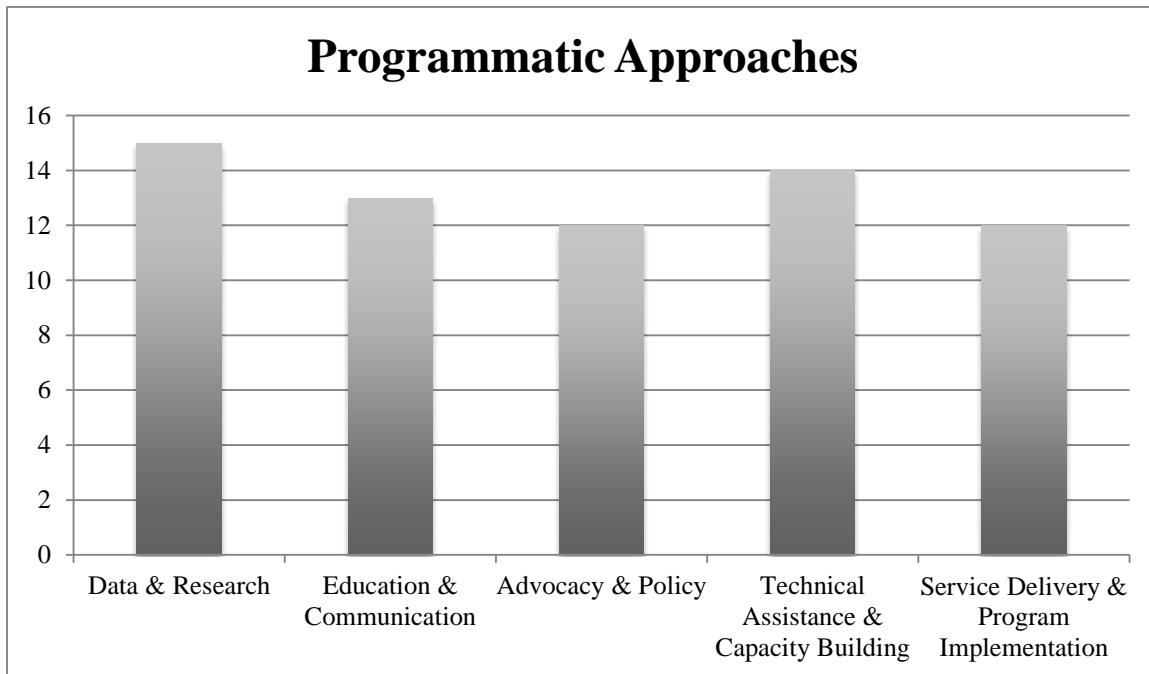 Programmatic Approaches
16
14
12
10
8
6
4
2
0
Data & Research
Education &
Communication
Advocacy & Policy
Technical
Assistance &
Capacity Building
Service Delivery &
Program
Implementation